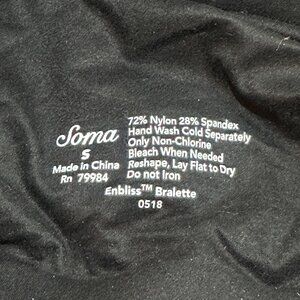 Soma
S
Made in China
Rn 79984
72% Nylon 28% Spandex
Hand Wash Cold Separately
Only Non-Chlorine
Bleach When Needed
Reshape, Lay Flat to Dry
Do not Iron
Enbliss™ Bralette
0518